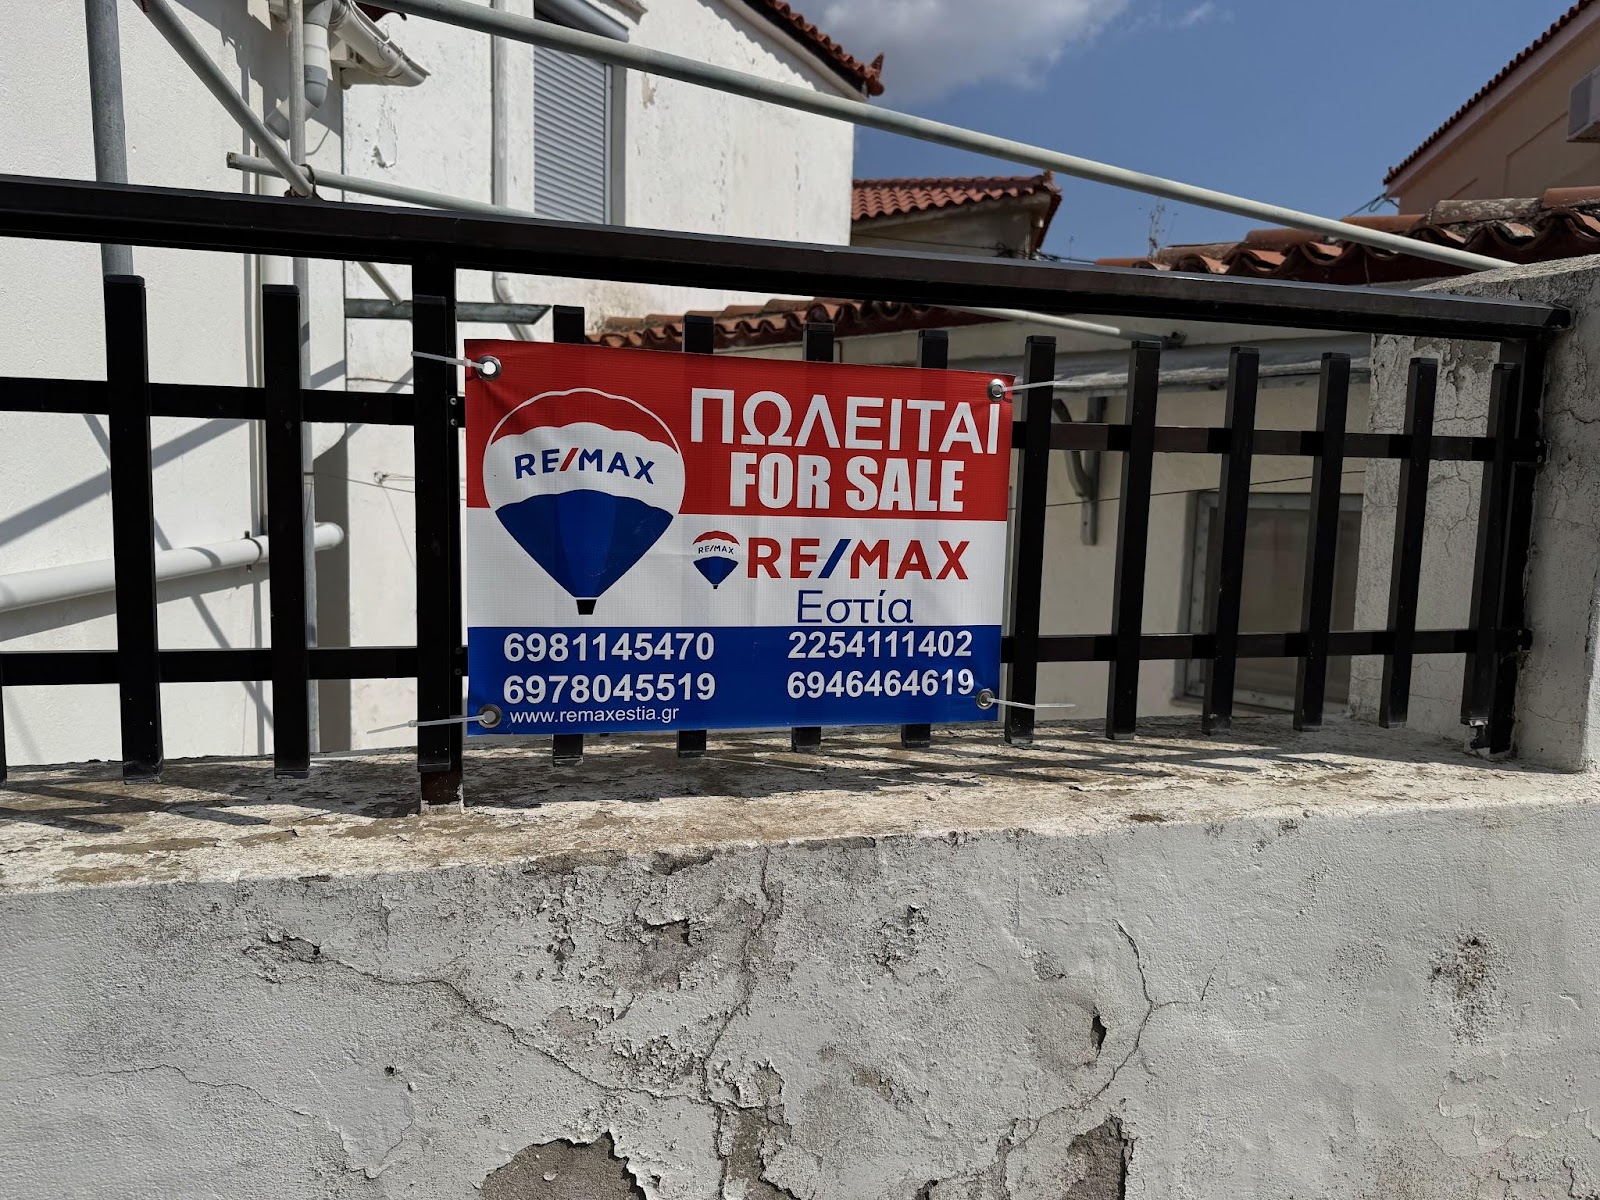 RE/MAX
ΠΩΛΕΙΤΑΙ
FOR SALE
RE/MAX
RE/MAX
Εστία
6981145470
6978045519
www.remaxestia.gr
2254111402
6946464619